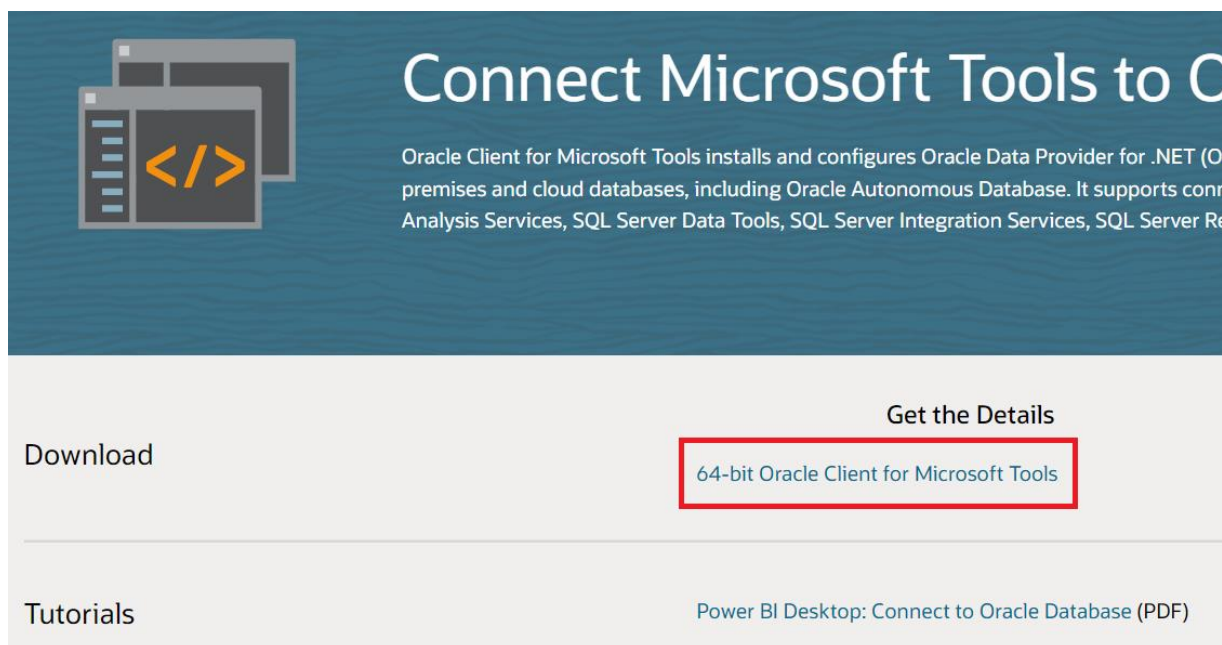 </>
Connect Microsoft Tools to O
Oracle Client for Microsoft Tools installs and configures Oracle Data Provider for .NET (O
premises and cloud databases, including Oracle Autonomous Database. It supports conn
Analysis Services, SQL Server Data Tools, SQL Server Integration Services, SQL Server Re
Get the Details
Download
64-bit Oracle Client for Microsoft Tools
Tutorials
Power BI Desktop: Connect to Oracle Database (PDF)